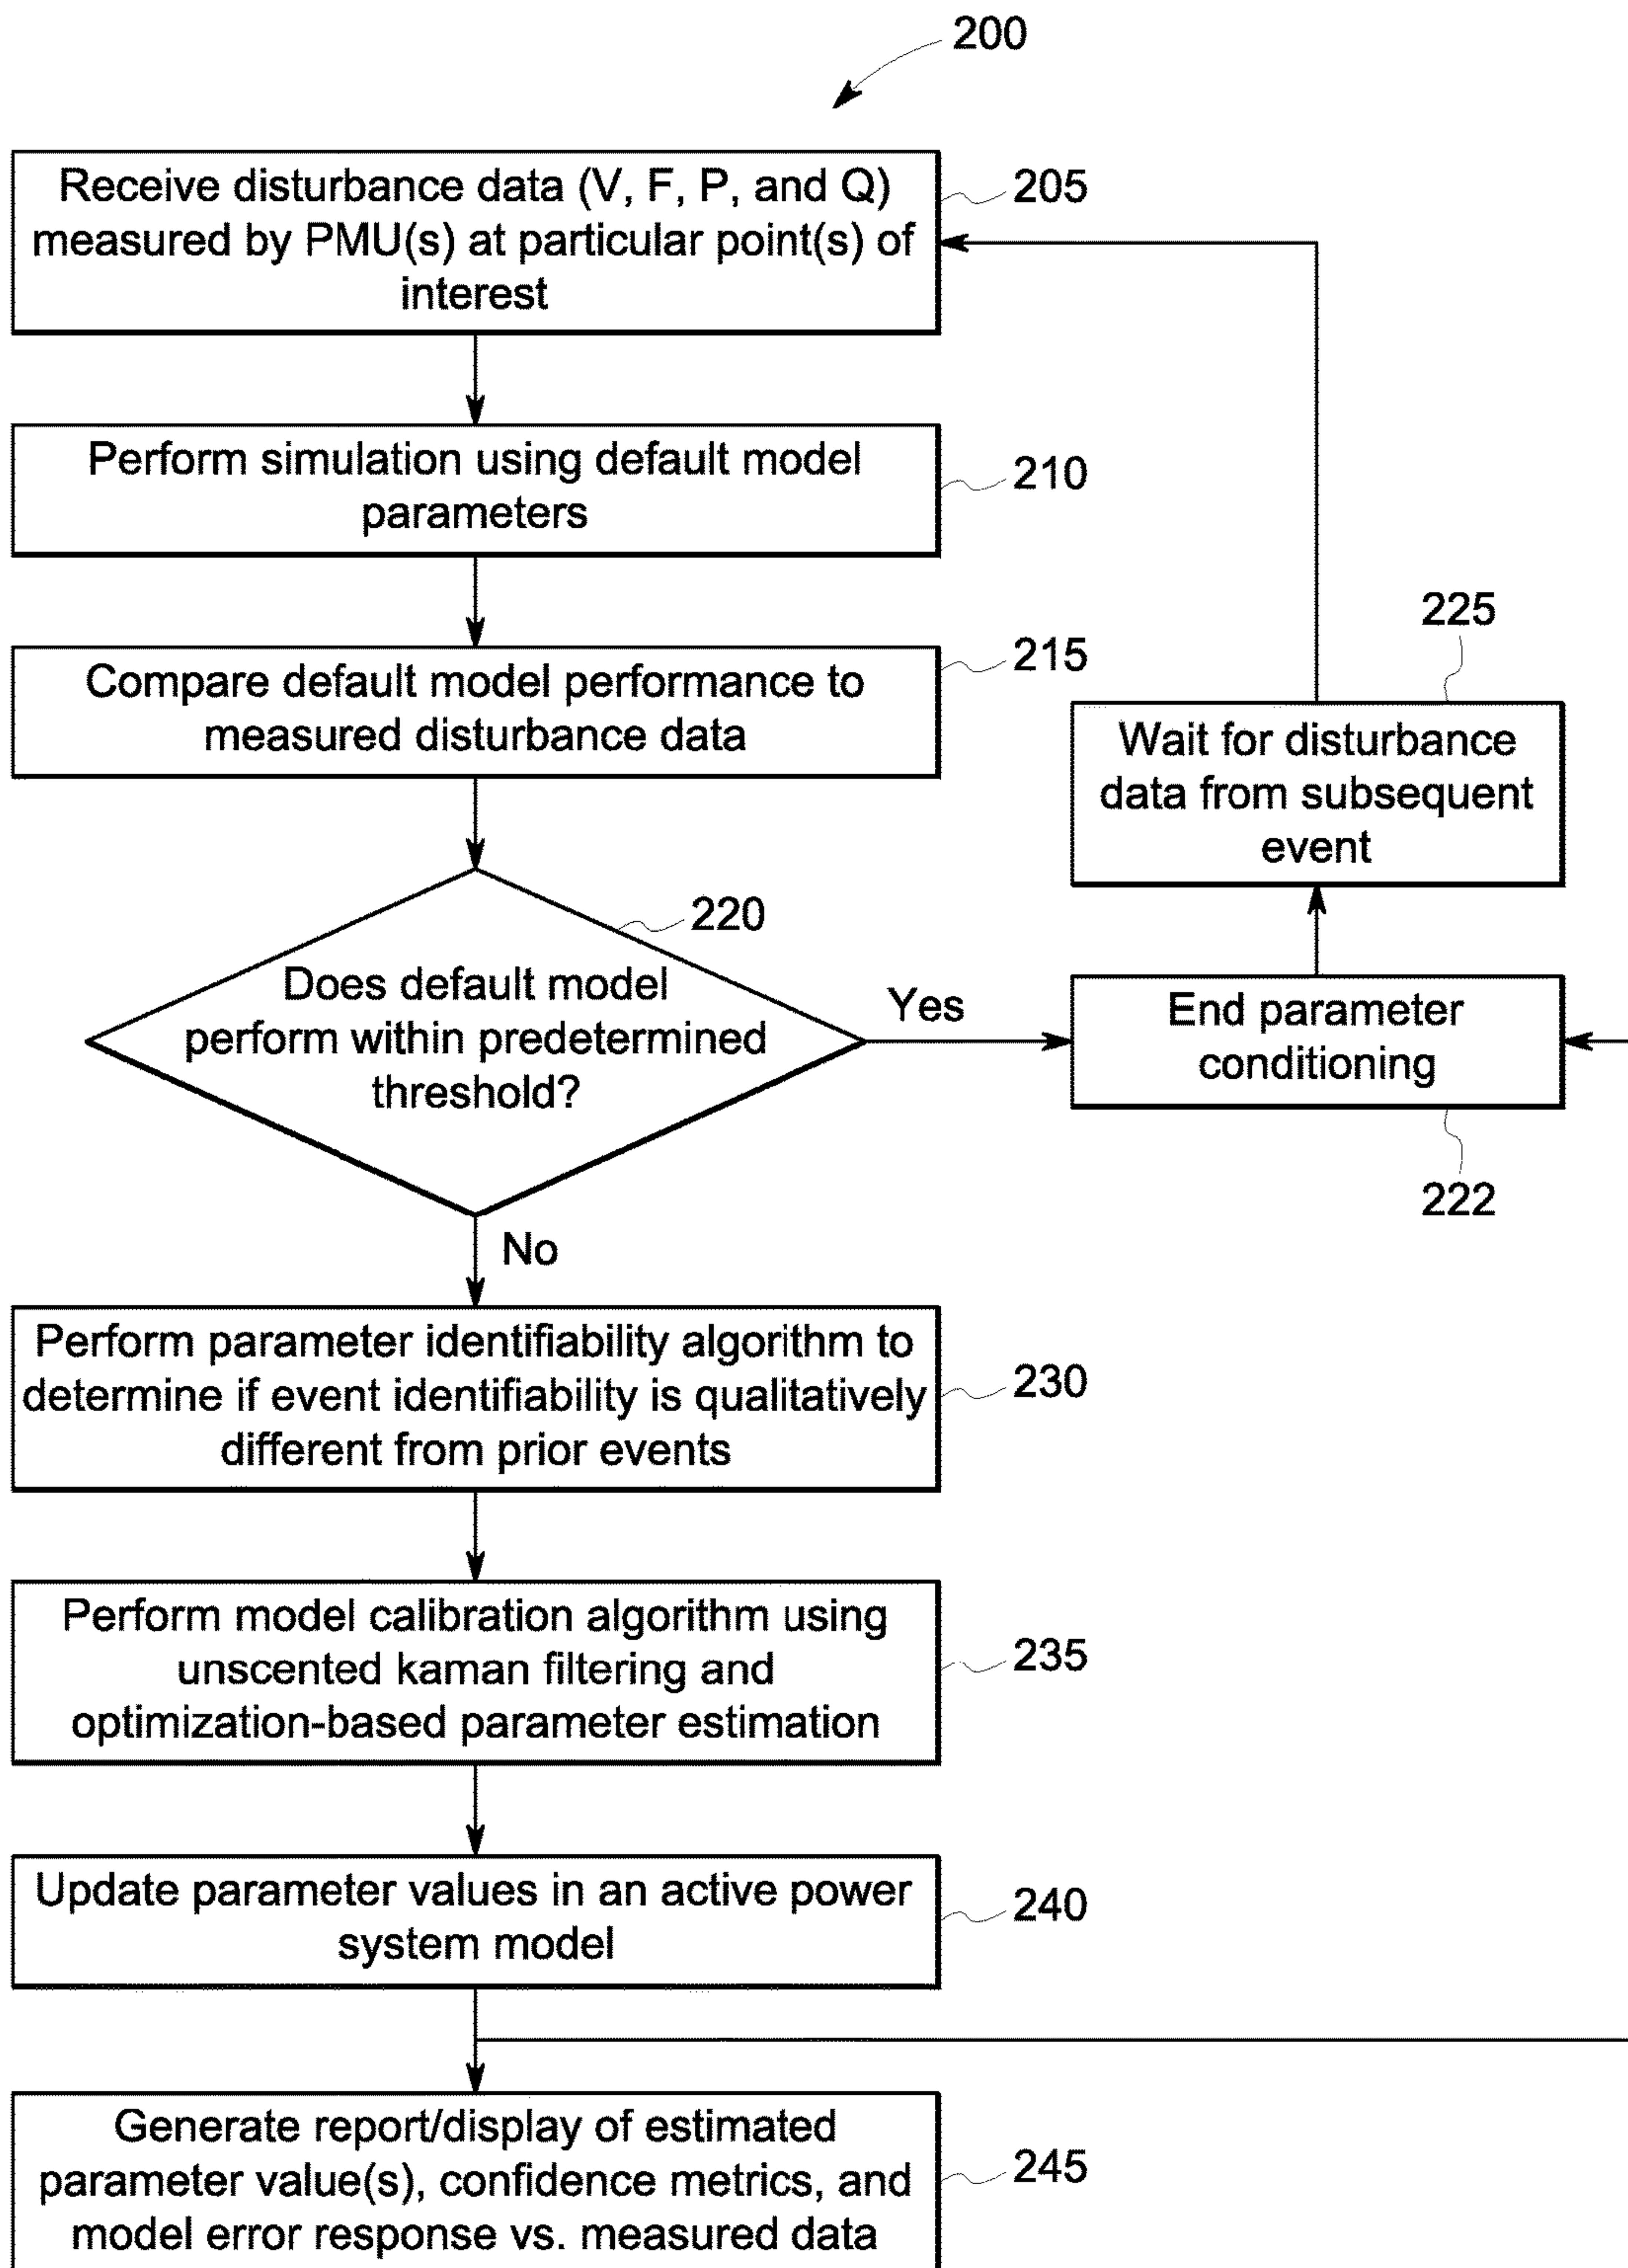 200
Receive disturbance data (V, F, P, and Q)
measured by PMU(s) at particular point(s) of
interest
205
Perform simulation using default model
parameters
210
Compare default model performance to
measured disturbance data
215
225
Wait for disturbance
data from subsequent
event
220
Does default model
perform within predetermined
threshold?
Yes
End parameter
conditioning
222
No
Perform parameter identifiability algorithm to
determine if event identifiability is qualitatively
different from prior events
230
Perform model calibration algorithm using
unscented kaman filtering and
optimization-based parameter estimation
235
Update parameter values in an active power
system model
240
Generate report/display of estimated
parameter value(s), confidence metrics, and
model error response vs. measured data
245